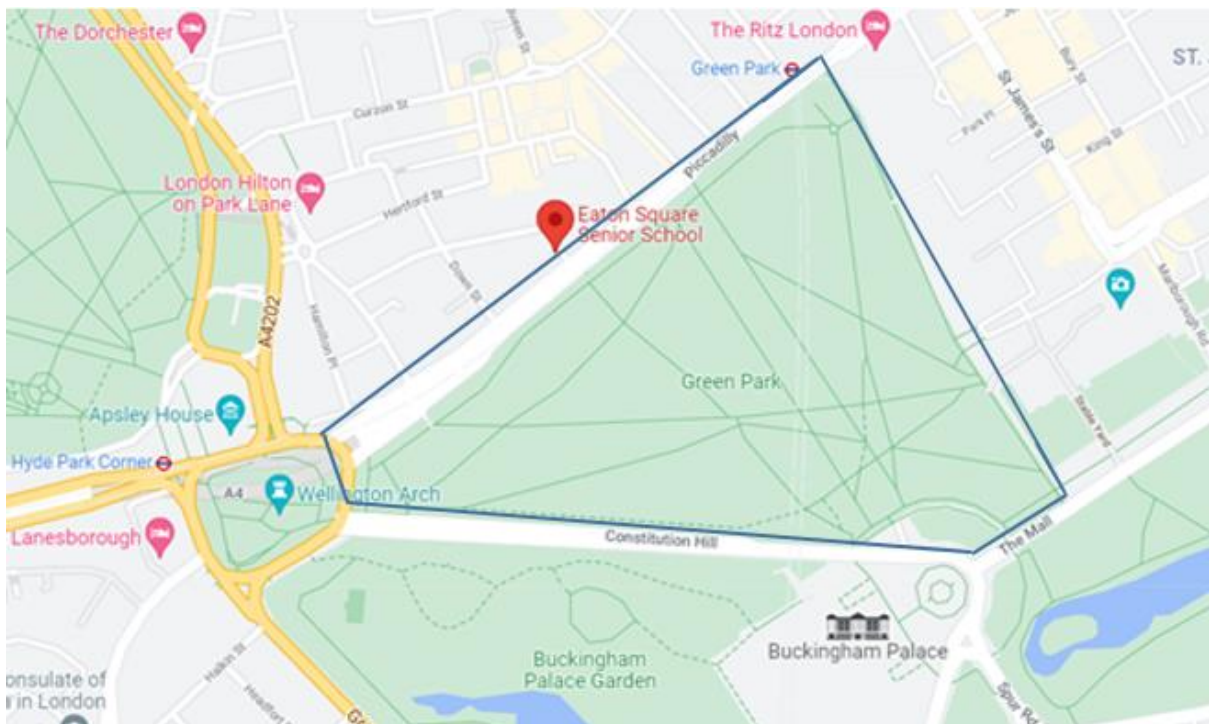 The Dorchester
The Ritz London
Green Park
ST.
Bury St
St James's St
Curzon St
Park Pl
King St
Piccadilly
London Hilton
on Park Lane
Hertford St
Eaton Square
Senior School
Down St
A4202
Hamilton Pl
Marlborough Rd
Green Park
Apsley House
Stable Yard
Hyde Park Corner
A4
Wellington Arch
Lanesborough
Constitution Hill
The Mall
Buckingham Palace
Buckingham
Palace Garden
Halkin St
onsulate of
a in London
Headfort
Spur Rd